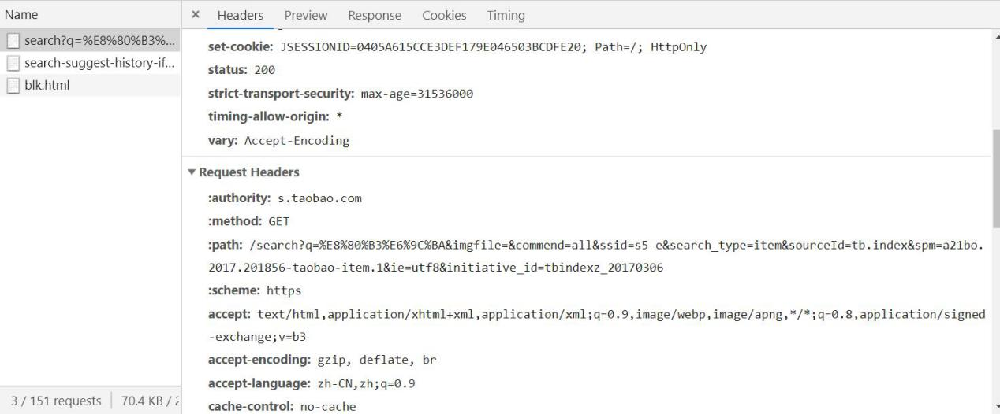 Name
× Headers Preview Response Cookies Timing
search?q=%E8%80%B3%...
search-suggest-history-if...
blk.html
set-cookie: JSESSIONID=0405A615CCE3DEF179E046503BCDFE20; Path=/; HttpOnly
status: 200
strict-transport-security: max-age=31536000
timing-allow-origin: *
vary: Accept-Encoding
▼ Request Headers
:authority: s.taobao.com
:method: GET
:path: /search?q=%E8%80%B3%E6%9C%BA&imgfile=&commend=all&ssid=s5-e&search_type=item&sourceId=tb.index&spm=a21bo.
2017.201856-taobao-item.1&ie=utf8&initiative_id=tbindexz_20170306
:scheme: https
accept: text/html,application/xhtml+xml,application/xml;q=0.9,image/webp,image/apng,*/*;q=0.8,application/signed
-exchange;v=b3
accept-encoding: gzip, deflate, br
accept-language: zh-CN,zh;q=0.9
cache-control: no-cache
3 / 151 requests 70.4 KB /